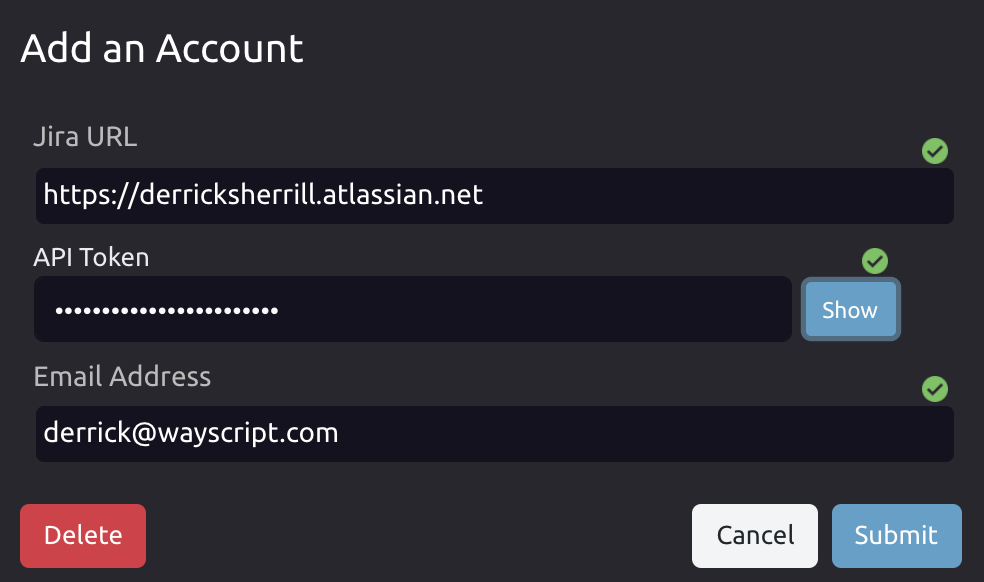 Add an Account
Jira URL
https://derricksherrill.atlassian.net
API Token
••••••••••••••••••••••••
Show
Email Address
derrick@wayscript.com
Delete
Cancel
Submit